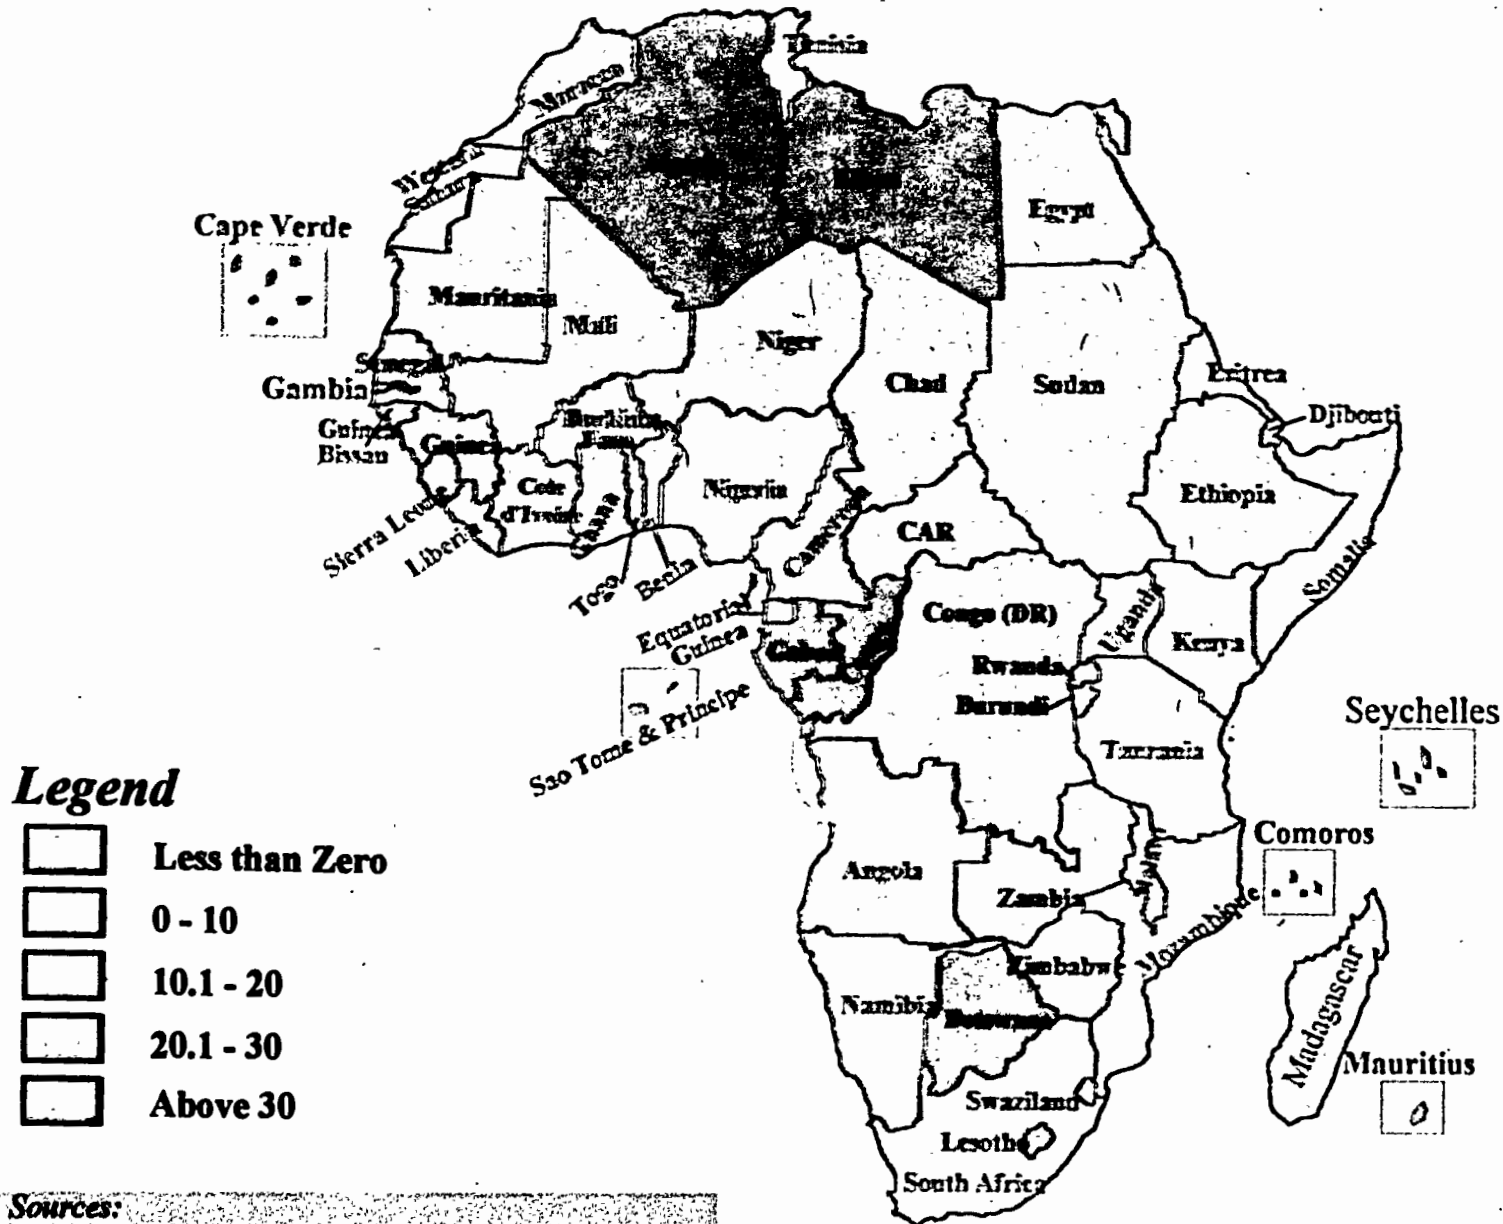 Tunisia
Morocco
Western
Sahara
Egypt
Cape Verde
Mauritania
Mali
Niger
Chad
Sudan
Eritrea
Senegal
Gambia
Djibouti
Guinea
Bissau
Guinea
Burkina
Faso
Nigeria
Ethiopia
Cote
d'Ivoire
Ghana
Sierra Leone
Liberia
CAR
Cameroon
Somalia
Togo
Benin
Equatorial
Guinea
Congo (DR)
Uganda
Kenya
Gabon
Rwanda
Burundi
Sao Tome & Principe
Seychelles
Tanzania
Legend
Less than Zero
0 - 10
10.1 - 20
20.1 - 30
Above 30
Comoros
Angola
Zambia
Malawi
Mozumbique
Zimbabw
Madagascar
Namibia
Botswana
Mauritius
Swaziland
Lesotho
South Africa
Sources: